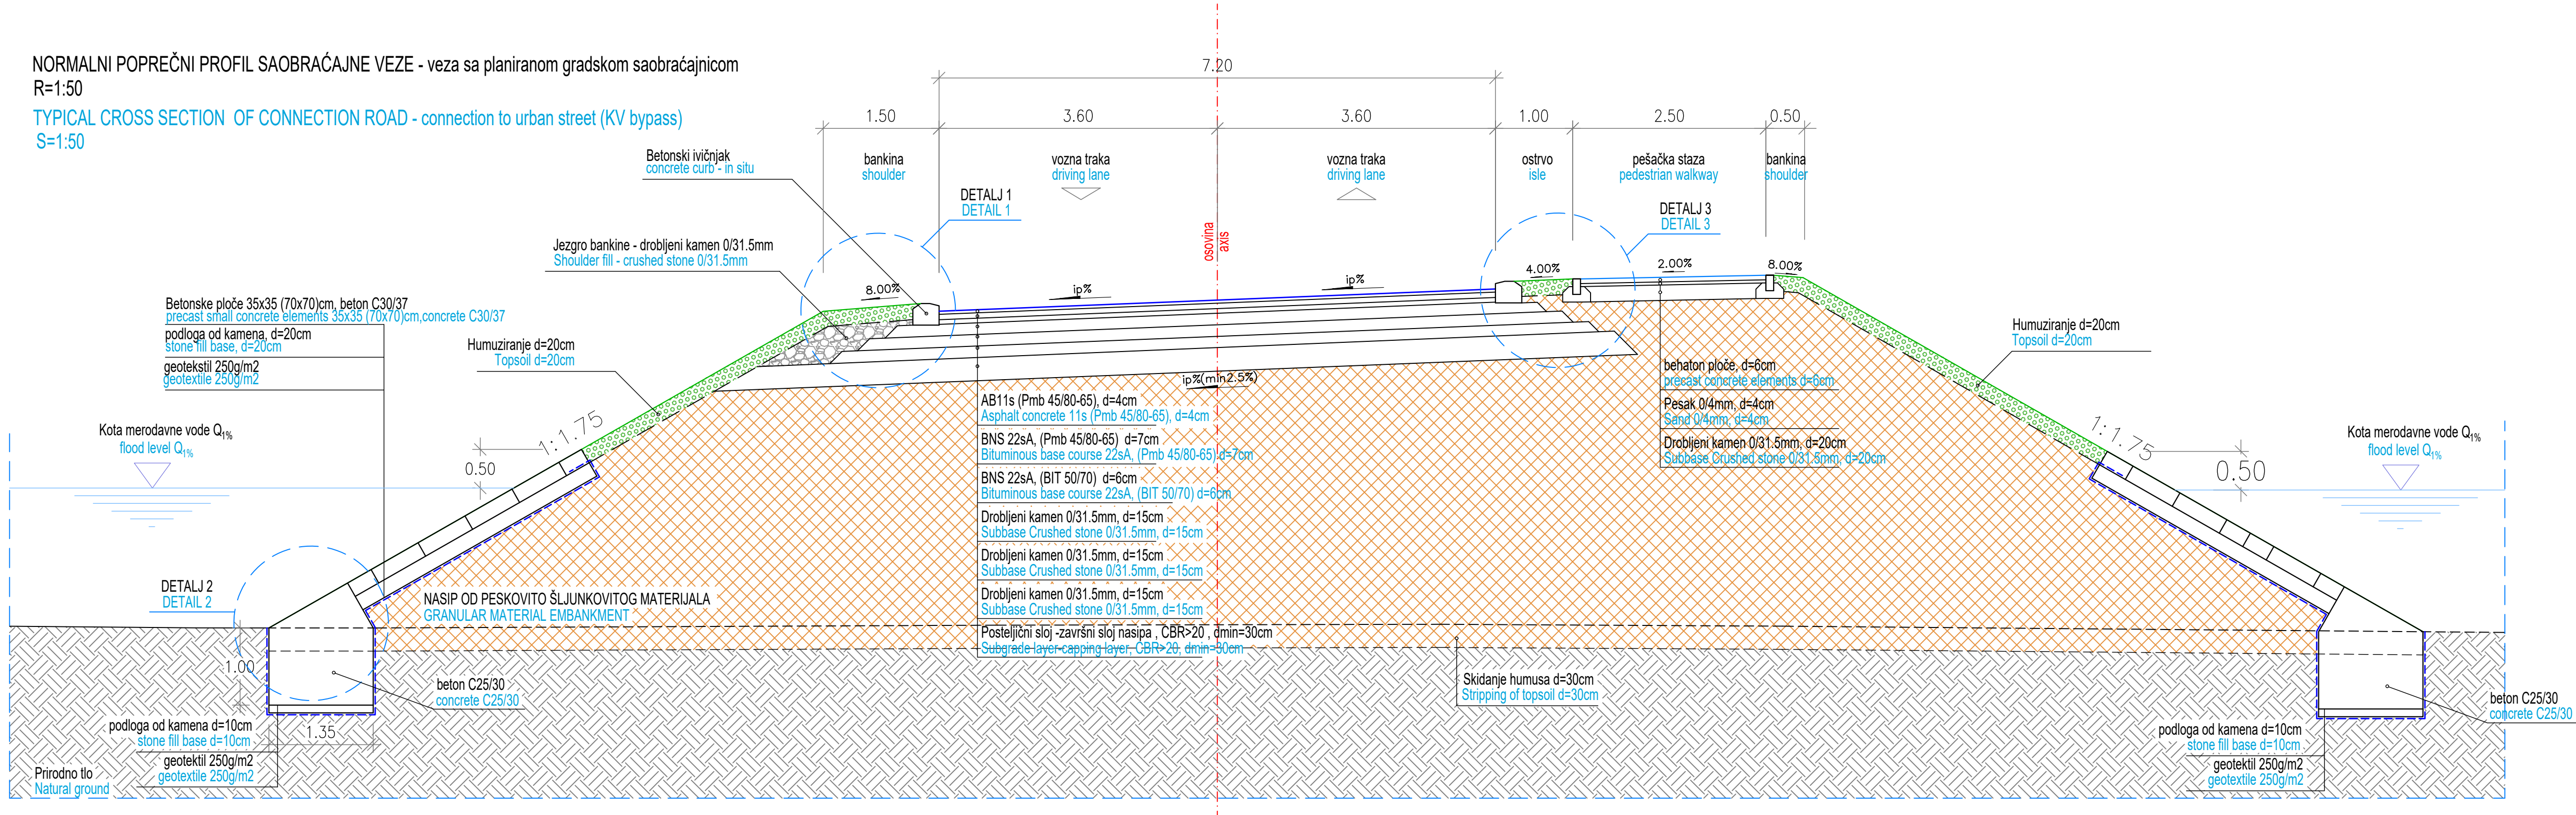 NORMALNI POPREČNI PROFIL SAOBRAĆAJNE VEZE - veza sa planiranom gradskom saobraćajnicom
R=1:50
TYPICAL CROSS SECTION OF CONNECTION ROAD - connection to urban street (KV bypass)
S=1:50
7.20
1.50
3.60
3.60
1.00
2.50
0.50
bankina
shoulder
vozna traka
driving lane
vozna traka
driving lane
ostrvo
isle
pešačka staza
pedestrian walkway
bankina
shoulder
Betonski ivičnjak
concrete curb - in situ
DETALJ 1
DETAIL 1
DETALJ 3
DETAIL 3
osovina
axis
Jezgro bankine - drobljeni kamen 0/31.5mm
Shoulder fill - crushed stone 0/31.5mm
8.00%
ip%
ip%
4.00%
2.00%
8.00%
Betonske ploče 35x35 (70x70)cm, beton C30/37
precast small concrete elements 35x35 (70x70)cm,concrete C30/37
podloga od kamena, d=20cm
stone fill base, d=20cm
geotekstil 250g/m2
geotextile 250g/m2
Humuziranje d=20cm
Topsoil d=20cm
Humuziranje d=20cm
Topsoil d=20cm
ip%(min2.5%)
behaton ploče, d=6cm
precast concrete elements d=6cm
Pesak 0/4mm, d=4cm
Sand 0/4mm, d=4cm
Drobljeni kamen 0/31.5mm, d=20cm
Subbase Crushed stone 0/31.5mm, d=20cm
AB11s (Pmb 45/80-65), d=4cm
Asphalt concrete 11s (Pmb 45/80-65), d=4cm
BNS 22sA, (Pmb 45/80-65) d=7cm
Bituminous base course 22sA, (Pmb 45/80-65) d=7cm
BNS 22sA, (BIT 50/70) d=6cm
Bituminous base course 22sA, (BIT 50/70) d=6cm
Drobljeni kamen 0/31.5mm, d=15cm
Subbase Crushed stone 0/31.5mm, d=15cm
Drobljeni kamen 0/31.5mm, d=15cm
Subbase Crushed stone 0/31.5mm, d=15cm
Drobljeni kamen 0/31.5mm, d=15cm
Subbase Crushed stone 0/31.5mm, d=15cm
Posteljični sloj -završni sloj nasipa , CBR>20 , dmin=30cm
Subgrade layer-capping layer, CBR>20, dmin=30cm
Kota merodavne vode Q1%
flood level Q1%
0.50
1:1.75
1:1.75
0.50
Kota merodavne vode Q1%
flood level Q1%
DETALJ 2
DETAIL 2
NASIP OD PESKOVITO ŠLJUNKOVITOG MATERIJALA
GRANULAR MATERIAL EMBANKMENT
1.00
beton C25/30
concrete C25/30
Skidanje humusa d=30cm
Stripping of topsoil d=30cm
beton C25/30
concrete C25/30
podloga od kamena d=10cm
stone fill base d=10cm
1.35
geotektil 250g/m2
geotextile 250g/m2
podloga od kamena d=10cm
stone fill base d=10cm
geotektil 250g/m2
geotextile 250g/m2
Prirodno tlo
Natural ground